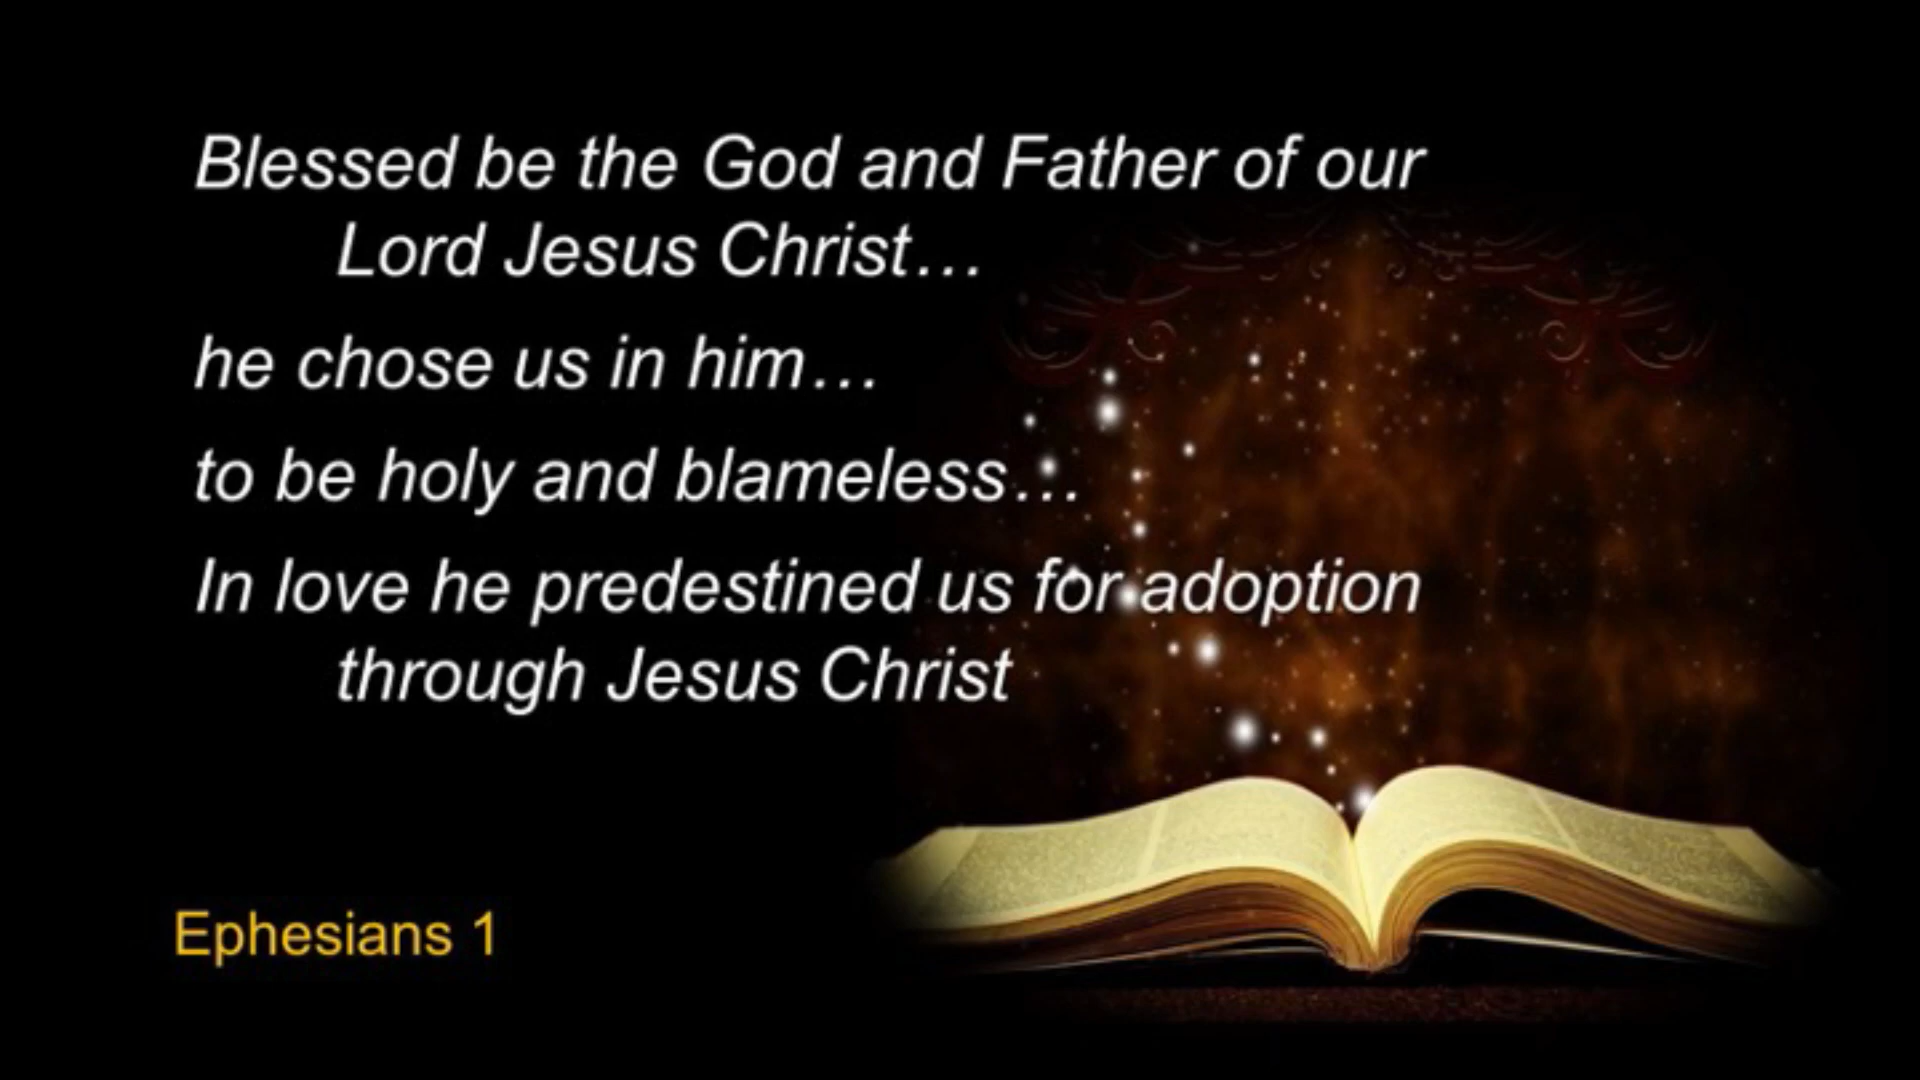 Blessed be the God and Father of our
Lord Jesus Christ…
he chose us in him…
to be holy and blameless…
In love he predestined us for adoption
through Jesus Christ
Ephesians 1